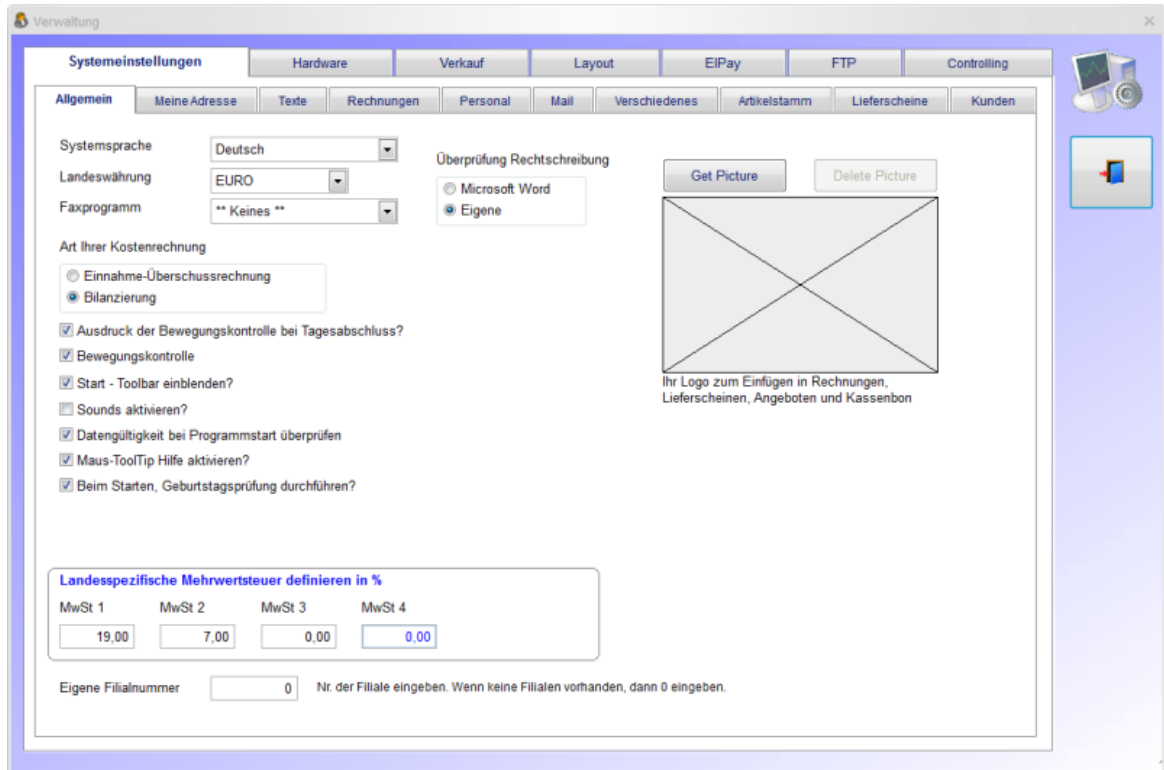 Verwaltung
Systemeinstellungen
Hardware
Verkauf
Layout
ElPay
FTP
Controlling
Allgemein
Meine Adresse
Texte
Rechnungen
Personal
Mail
Verschiedenes
Artikelstamm
Lieferscheine
Kunden
Systemsprache
Deutsch
Landeswährung
EURO
Faxprogramm
** Keines **
Überprüfung Rechtschreibung
Microsoft Word
Eigene
Get Picture
Delete Picture
Ihr Logo zum Einfügen in Rechnungen,
Lieferscheinen, Angeboten und Kassenbon
Art Ihrer Kostenrechnung
Einnahme-Überschussrechnung
Bilanzierung
Ausdruck der Bewegungskontrolle bei Tagesabschluss?
Bewegungskontrolle
Start - Toolbar einblenden?
Sounds aktivieren?
Datengültigkeit bei Programmstart überprüfen
Maus-ToolTip Hilfe aktivieren?
Beim Starten, Geburtstagsprüfung durchführen?
Landesspezifische Mehrwertsteuer definieren in %
MwSt 1 MwSt 2 MwSt 3 MwSt 4
19,00 7,00 0,00 0,00
Eigene Filialnummer 0 Nr. der Filiale eingeben. Wenn keine Filialen vorhanden, dann 0 eingeben.